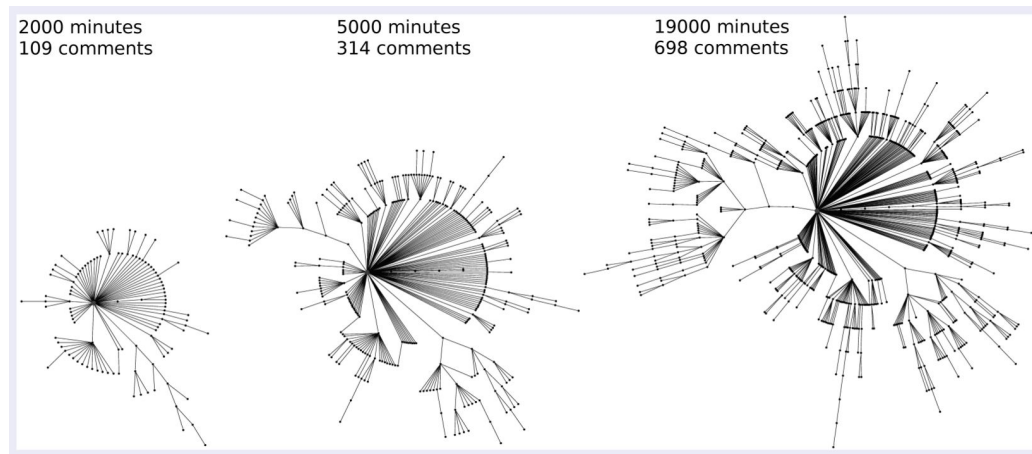 2000 minutes
109 comments
5000 minutes
314 comments
19000 minutes
698 comments